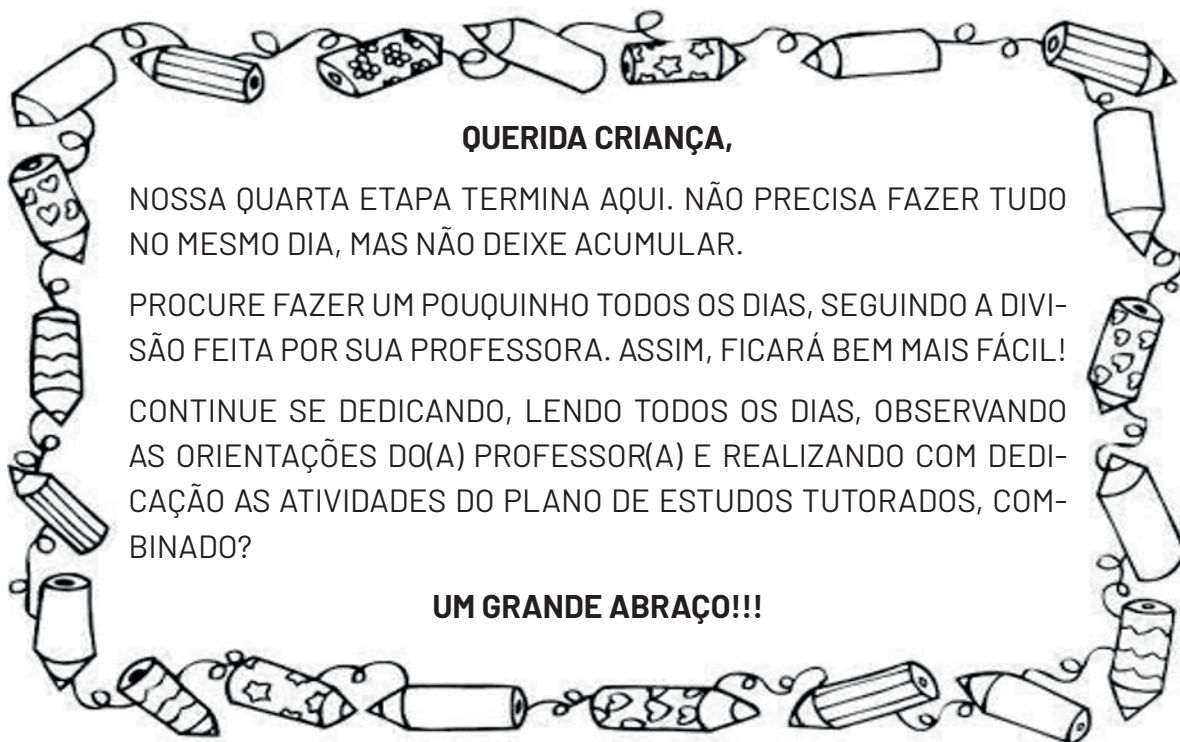 QUERIDA CRIANÇA,
NOSSA QUARTA ETAPA TERMINA AQUI. NÃO PRECISA FAZER TUDO
NO MESMO DIA, MAS NÃO DEIXE ACUMULAR.
PROCURE FAZER UM POUQUINHO TODOS OS DIAS, SEGUINDO A DIVI-
SÃO FEITA POR SUA PROFESSORA. ASSIM, FICARÁ BEM MAIS FÁCIL!
CONTINUE SE DEDICANDO, LENDO TODOS OS DIAS, OBSERVANDO
AS ORIENTAÇÕES DO(A) PROFESSOR(A) E REALIZANDO COM DEDI-
CAÇÃO AS ATIVIDADES DO PLANO DE ESTUDOS TUTORADOS, COM-
BINADO?
UM GRANDE ABRAÇO!!!